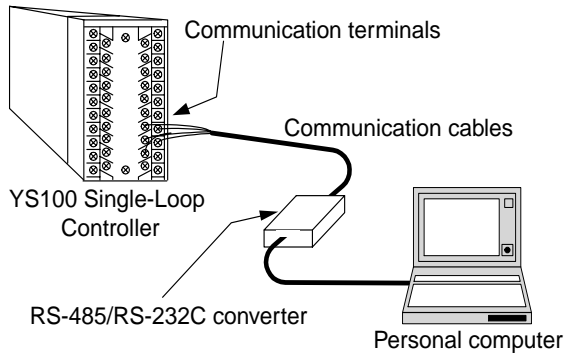 Communication terminals
Communication cables
YS100 Single-Loop
Controller
RS-485/RS-232C converter
Personal computer